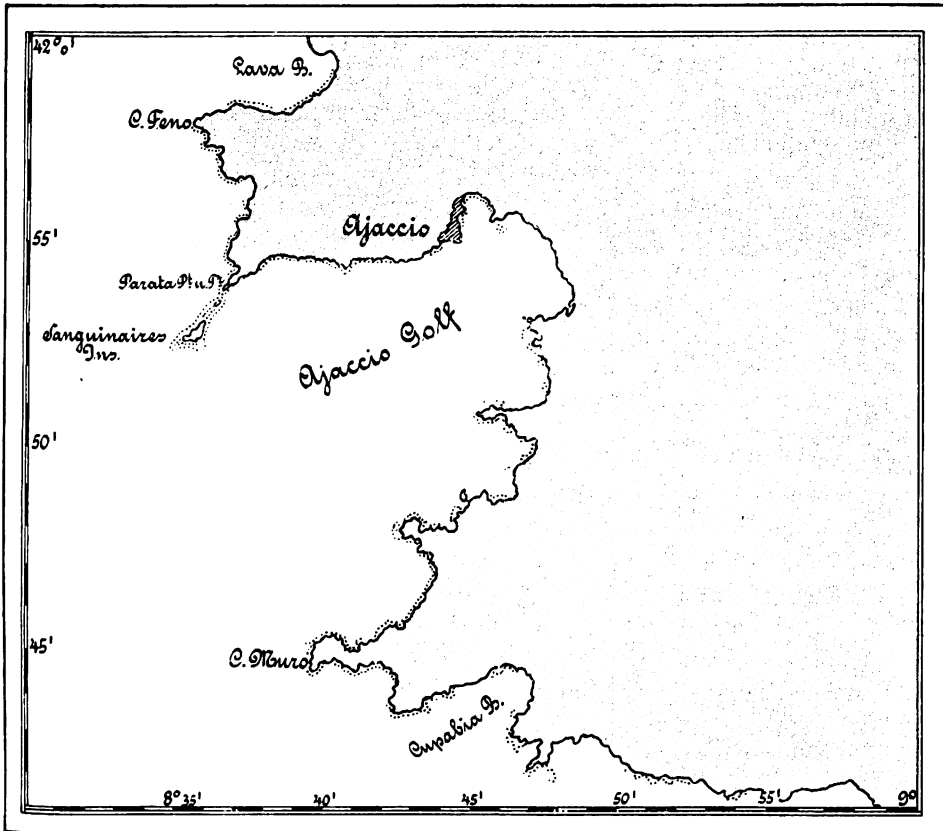 42° 0'
Lava B.
C. Feno
Ajaccio
55'
Parata Pt. u. Pt.
Sanguinaires
Ins.
Ajaccio Golf
50'
45'
C. Muro
Cupabia B.
8° 35'
40'
45'
50'
55'
9°